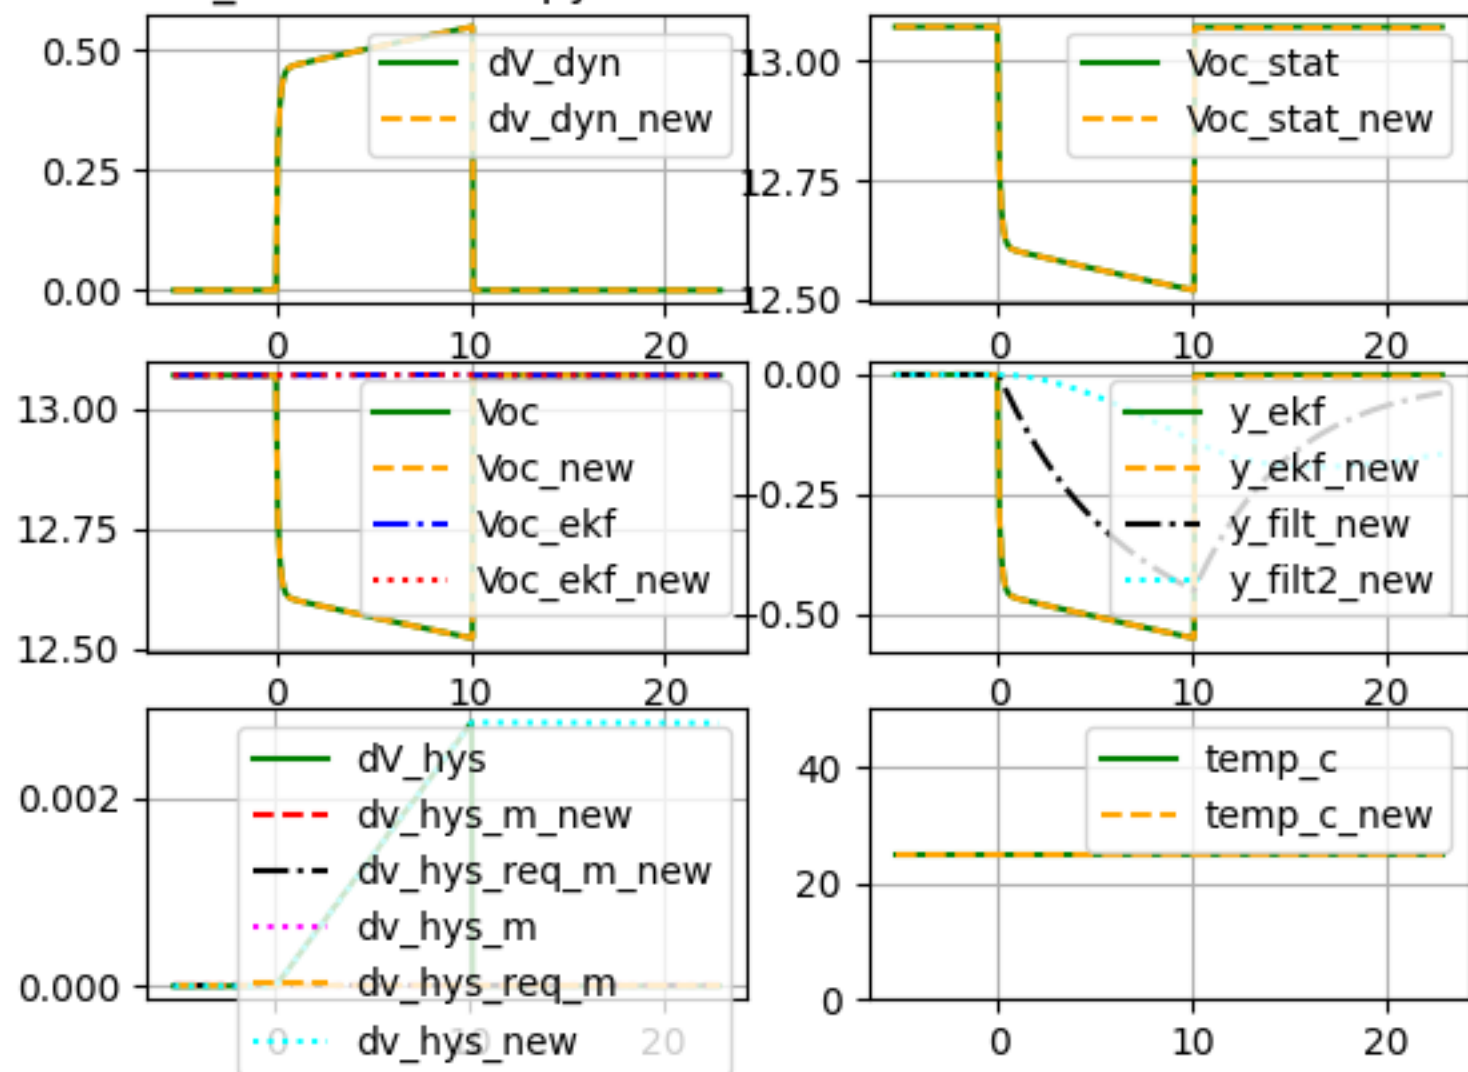 0.50
0.25
0.00
dV_dyn
dv_dyn_new
0 10 20
13.00
12.75
12.50
Voc_stat
Voc_stat_new
0 10 20
13.00
12.75
12.50
Voc
Voc_new
Voc_ekf
Voc_ekf_new
0 10 20
0.00
-0.25
-0.50
y_ekf
y_ekf_new
y_filt_new
y_filt2_new
0 10 20
0.002
0.000
dV_hys
dv_hys_m_new
dv_hys_req_m_new
dv_hys_m
dv_hys_req_m
dv_hys_new
0 10 20
40
20
0
temp_c
temp_c_new
0 10 20